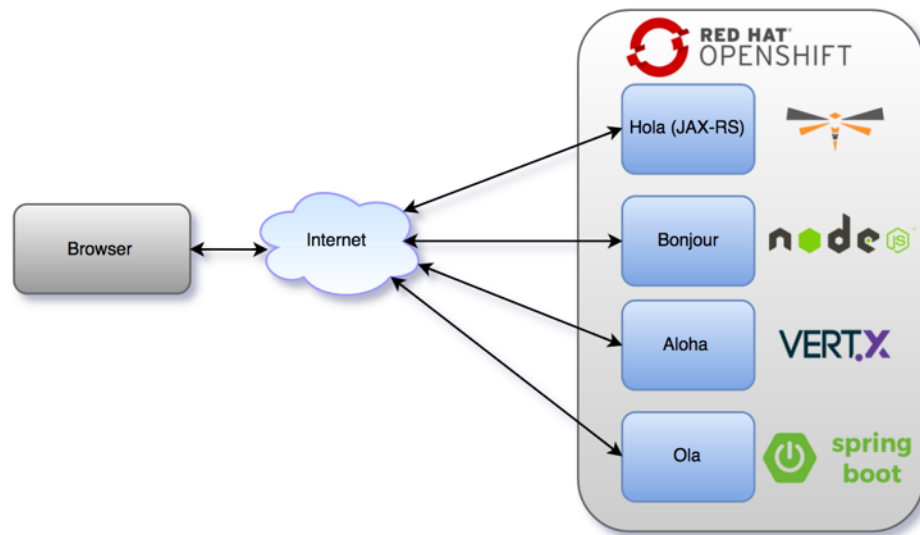 RED HAT®
OPENSHIFT
Hola (JAX-RS)
Browser
Internet
Bonjour
node
JS
Aloha
VERT.X
Ola
spring
boot